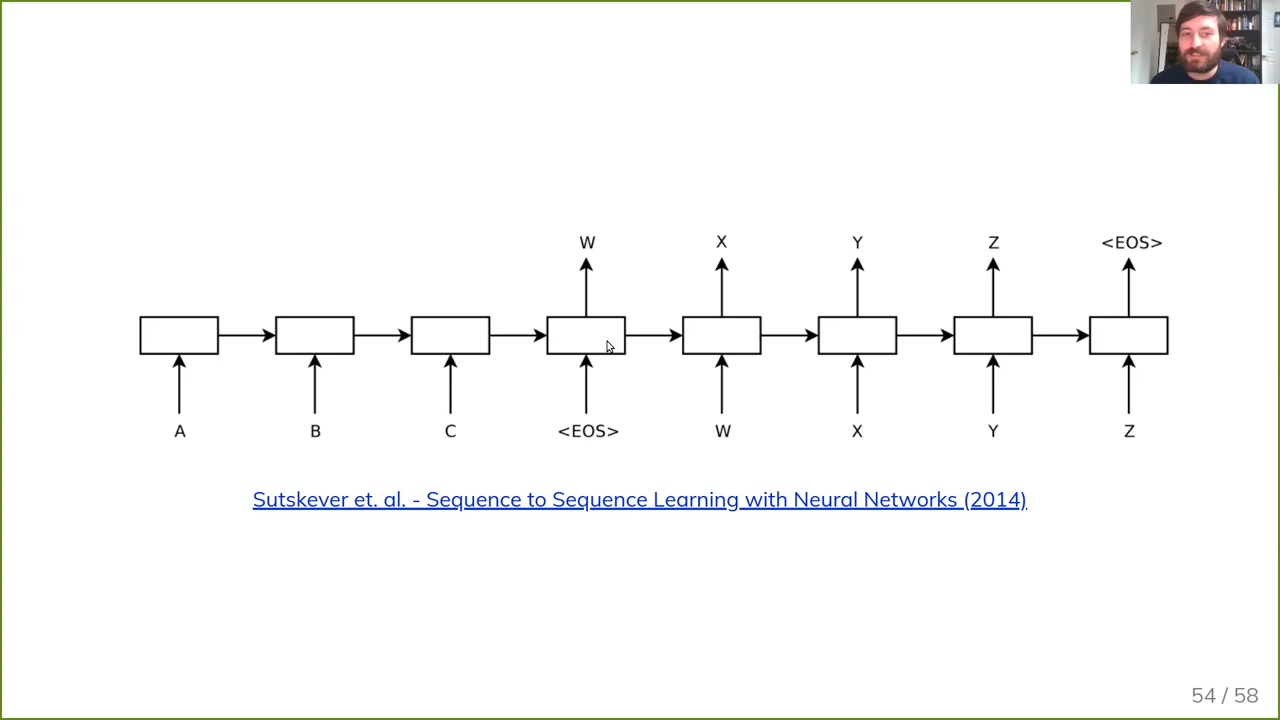 W X Y Z <EOS>
A B C <EOS> W X Y Z
Sutskever et. al. - Sequence to Sequence Learning with Neural Networks (2014)
54 / 58